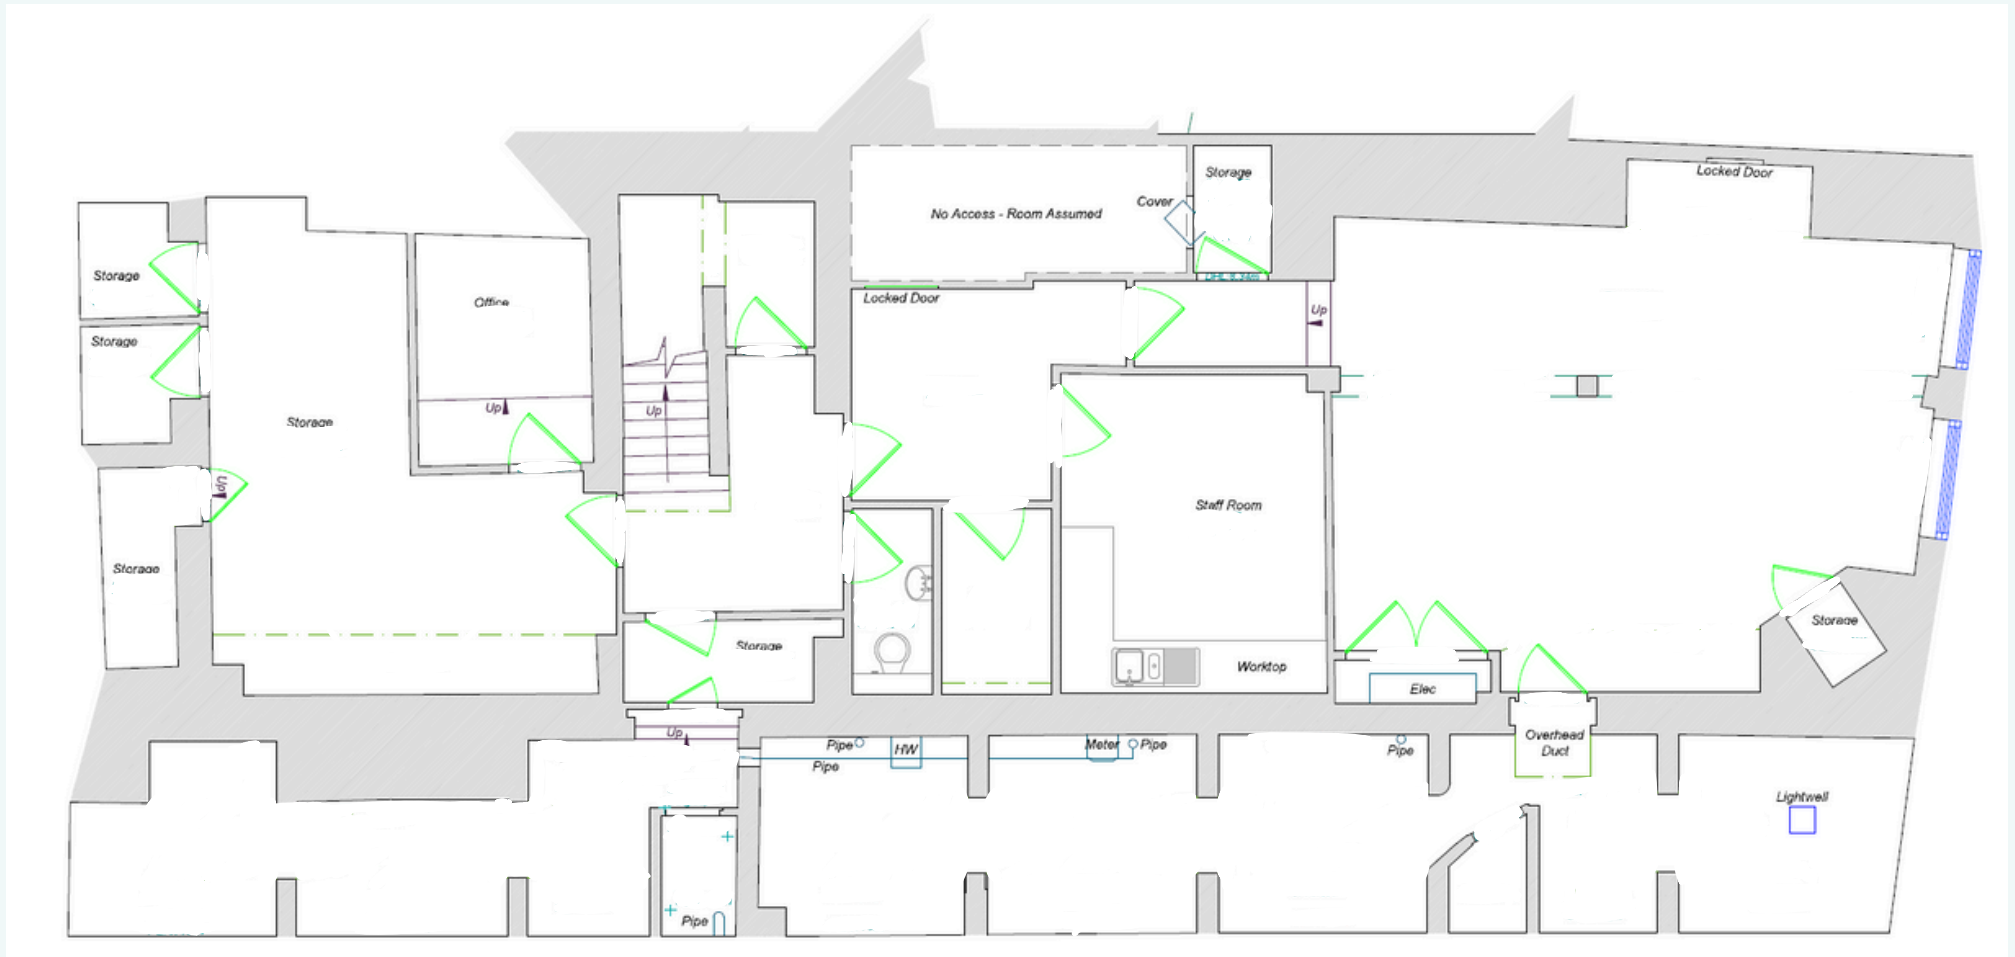 Locked Door
Storage
Cover
No Access - Room Assumed
Storage
Office
Locked Door
Up
Storage
Up
Up
Storage
Up
Staff Room
Storage
Storage
Storage
Worktop
Elec
Up
Pipe
HW
Meter
Pipe
Pipe
Overhead
Duct
Pipe
Lightwell
Pipe